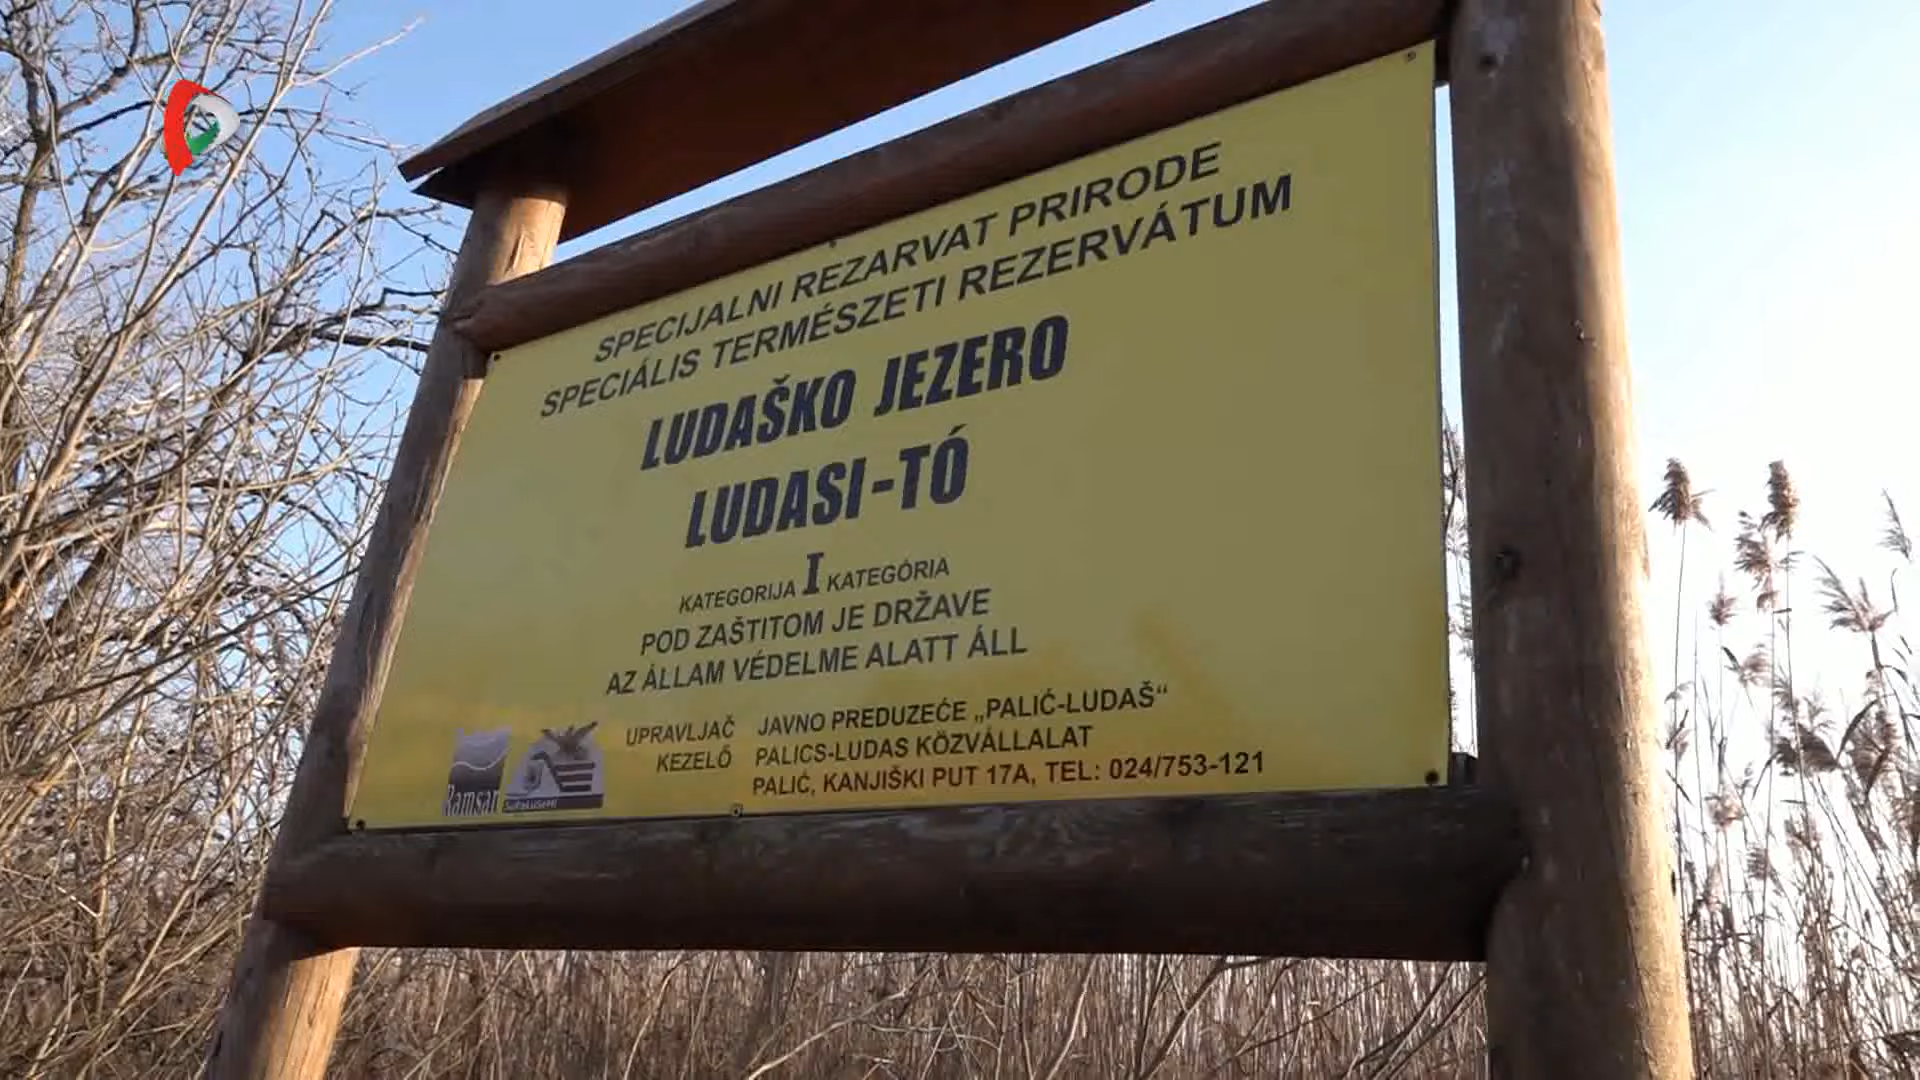 SPECIJALNI REZARVAT PRIRODE
SPECIÁLIS TERMÉSZETI REZERVÁTUM
LUDAŠKO JEZERO
LUDASI-TÓ
KATEGORIJA I KATEGÓRIA
POD ZAŠTITOM JE DRŽAVE
AZ ÁLLAM VÉDELME ALATT ÁLL
UPRAVLJAČ JAVNO PREDUZEĆE „PALIĆ-LUDAŠ“
KEZELŐ PALICS-LUDAS KÖZVÁLLALAT
PALIĆ, KANJIŠKI PUT 17A, TEL: 024/753-121
Ramsar